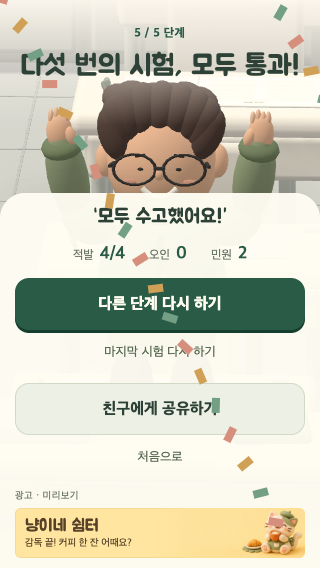 5 / 5 단계
다섯 번의 시험, 모두 통과!
'모두 수고했어요!'
적발 4/4 오인 0 민원 2
다른 단계 다시 하기
마지막 시험 다시 하기
친구에게 공유하기
처음으로
광고 · 미리보기
냥이네 쉼터
감독 끝! 커피 한 잔 어때요?